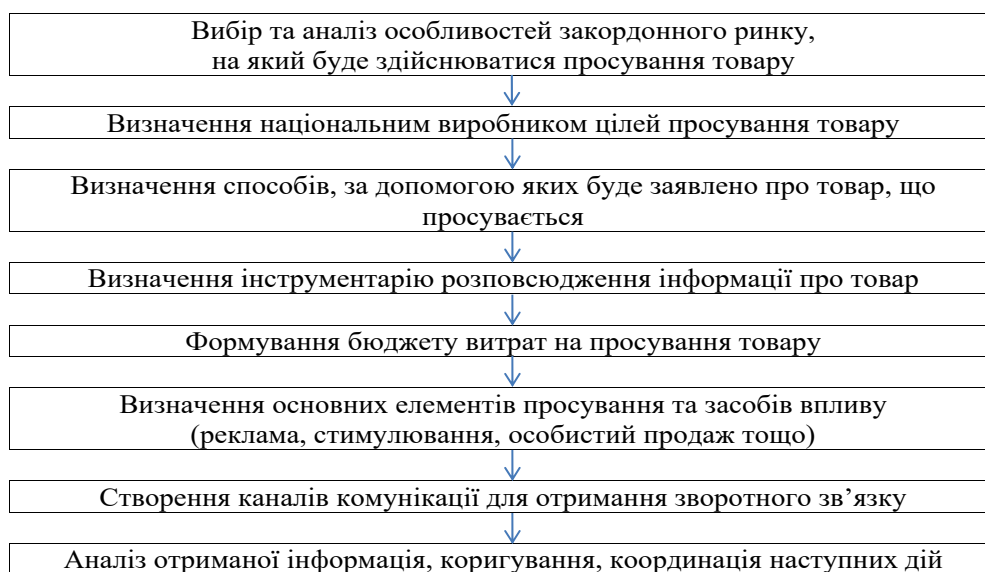 Вибір та аналіз особливостей закордонного ринку,
на який буде здійснюватися просування товару
Визначення національним виробником цілей просування товару
Визначення способів, за допомогою яких буде заявлено про товар, що
просувається
Визначення інструментарію розповсюдження інформації про товар
Формування бюджету витрат на просування товару
Визначення основних елементів просування та засобів впливу
(реклама, стимулювання, особистий продаж тощо)
Створення каналів комунікації для отримання зворотного зв’язку
Аналіз отриманої інформація, коригування, координація наступних дій